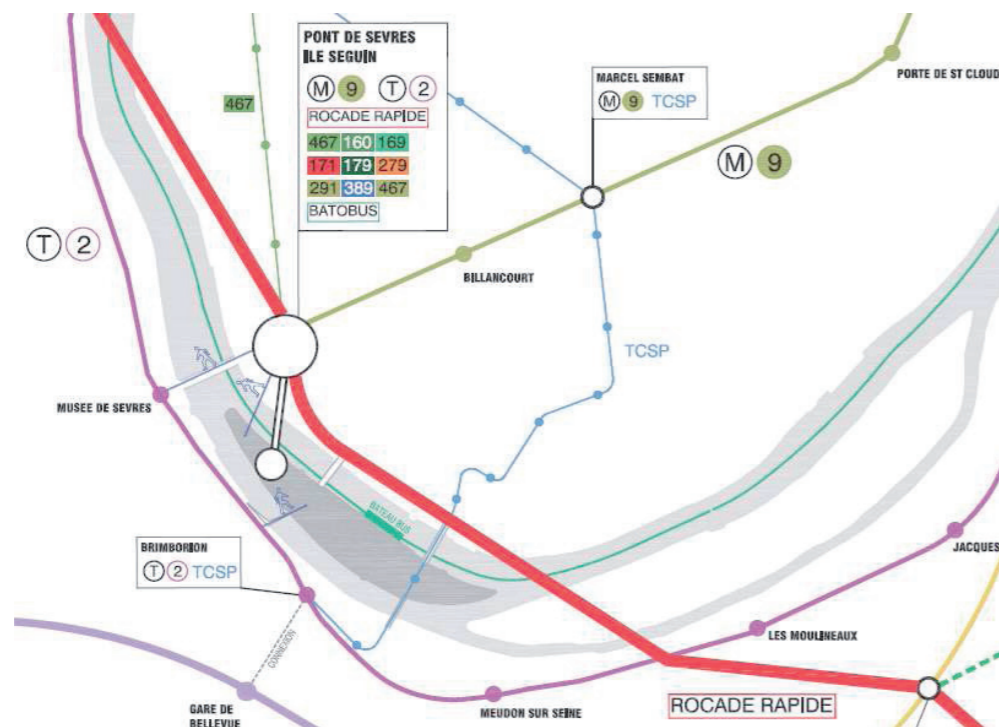 PONT DE SEVRES
ILE SEGUIN
M 9 T 2
ROCADE RAPIDE
467 160 169
171 179 279
291 389 467
BATOBUS
MARCEL SEMBAT
M 9 TCSP
PORTE DE ST CLOUD
467
M 9
T 2
BILLANCOURT
TCSP
MUSEE DE SEVRES
BATEAU BUS
BRIMBORION
T 2 TCSP
JACQUES
LES MOULINEAUX
CONNEXION
GARE DE
BELLEVUE
MEUDON SUR SEINE
ROCADE RAPIDE